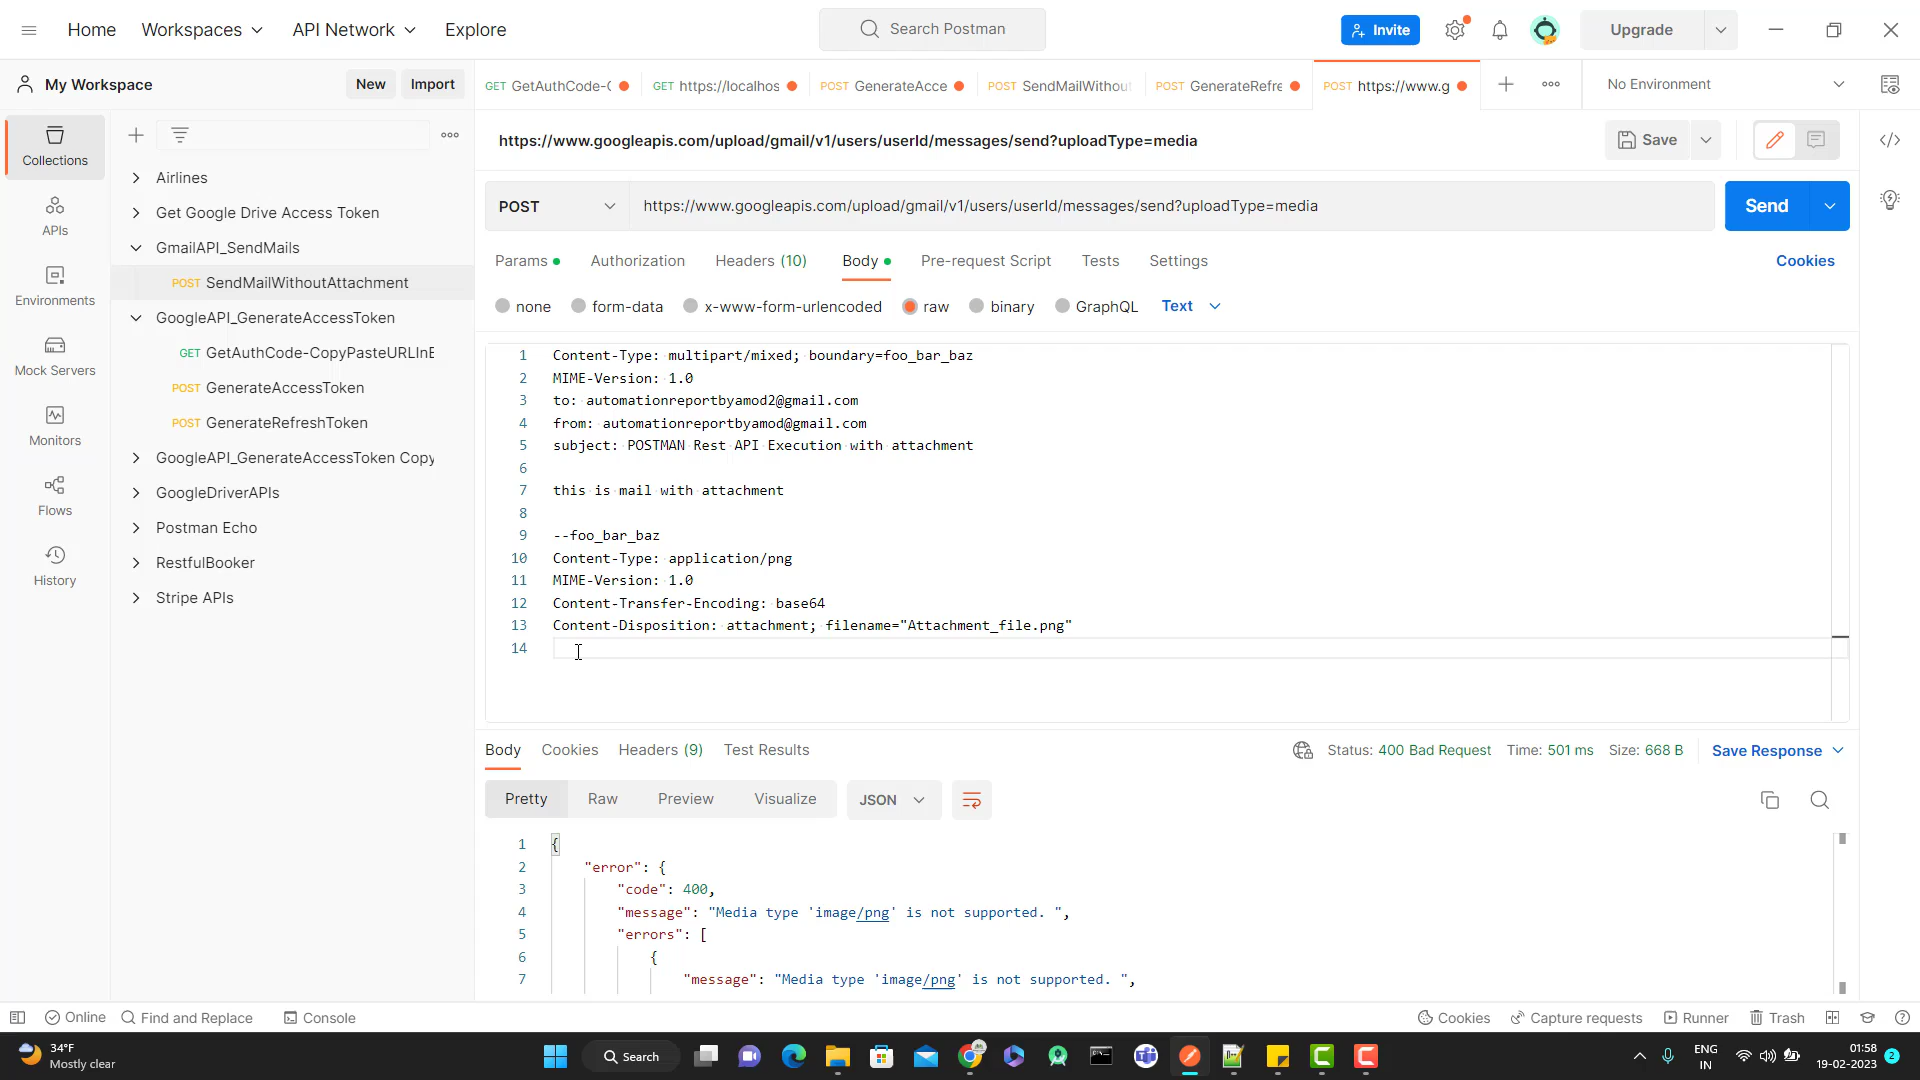 Home Workspaces API Network Explore Search Postman Invite Upgrade
My Workspace New Import
GET GetAuthCode-( GET https://localhos POST GenerateAcce POST SendMailWithou POST GenerateRefre POST https://www.g No Environment
Collections
APIs
Environments
Mock Servers
Monitors
Flows
History
Airlines
Get Google Drive Access Token
GmailAPI_SendMails
POST SendMailWithoutAttachment
GoogleAPI_GenerateAccessToken
GET GetAuthCode-CopyPasteURLInE
POST GenerateAccessToken
POST GenerateRefreshToken
GoogleAPI_GenerateAccessToken Copy
GoogleDriverAPIs
Postman Echo
RestfulBooker
Stripe APIs
https://www.googleapis.com/upload/gmail/v1/users/userId/messages/send?uploadType=media Save
POST https://www.googleapis.com/upload/gmail/v1/users/userId/messages/send?uploadType=media Send
Params Authorization Headers (10) Body Pre-request Script Tests Settings Cookies
none form-data x-www-form-urlencoded raw binary GraphQL Text
1 Content-Type: multipart/mixed; boundary=foo_bar_baz
2 MIME-Version: 1.0
3 to: automationreportbyamod2@gmail.com
4 from: automationreportbyamod@gmail.com
5 subject: POSTMAN Rest API Execution with attachment
6
7 this is mail with attachment
8
9 --foo_bar_baz
10 Content-Type: application/png
11 MIME-Version: 1.0
12 Content-Transfer-Encoding: base64
13 Content-Disposition: attachment; filename="Attachment_file.png"
14
Body Cookies Headers (9) Test Results Status: 400 Bad Request Time: 501 ms Size: 668 B Save Response
Pretty Raw Preview Visualize JSON
1 {
2 "error": {
3 "code": 400,
4 "message": "Media type 'image/png' is not supported. ",
5 "errors": [
6 {
7 "message": "Media type 'image/png' is not supported. ",
Online Find and Replace Console Cookies Capture requests Runner Trash
34°F
Mostly clear
Search
ENG
IN
01:58
19-02-2023
2